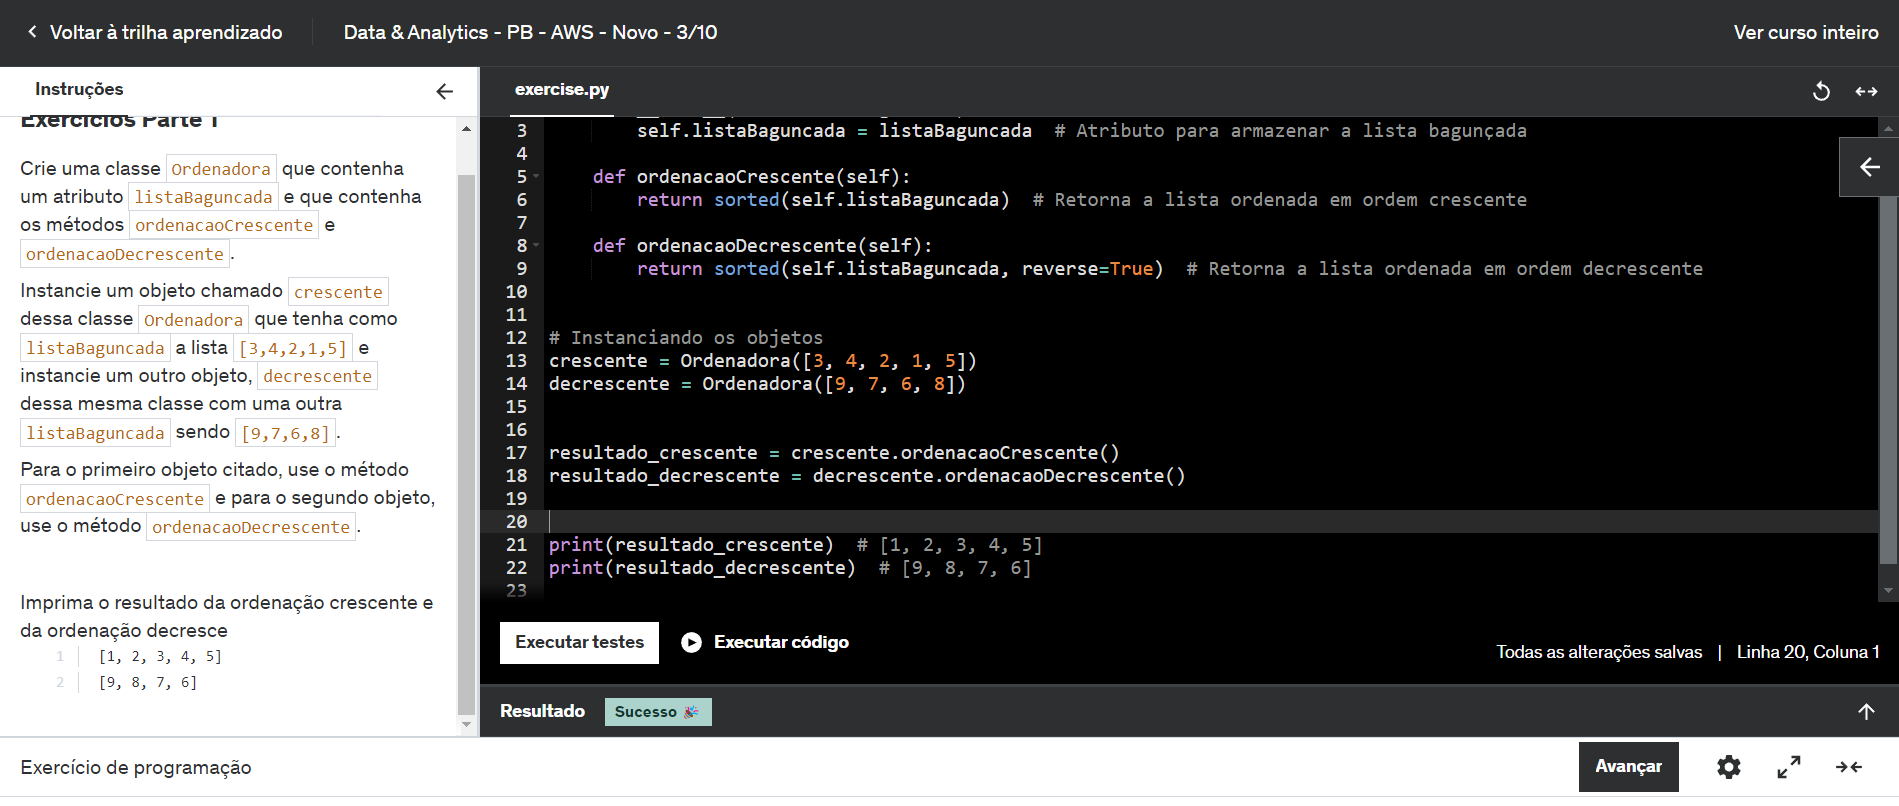 Voltar à trilha aprendizado
Data & Analytics - PB - AWS - Novo - 3/10
Ver curso inteiro
Instruções
Exercícios Parte 1
Crie uma classe Ordenadora que contenha
um atributo listaBaguncada e que contenha
os métodos ordenacaoCrescente e
ordenacaoDecrescente.
Instancie um objeto chamado crescente
dessa classe Ordenadora que tenha como
listaBaguncada a lista [3,4,2,1,5] e
instancie um outro objeto, decrescente
dessa mesma classe com uma outra
listaBaguncada sendo [9,7,6,8].
Para o primeiro objeto citado, use o método
ordenacaoCrescente e para o segundo objeto,
use o método ordenacaoDecrescente.
Imprima o resultado da ordenação crescente e
da ordenação decresce
1 [1, 2, 3, 4, 5]
2 [9, 8, 7, 6]
exercise.py
3 self.listaBaguncada = listaBaguncada # Atributo para armazenar a lista bagunçada
4
5 def ordenacaoCrescente(self):
6 return sorted(self.listaBaguncada) # Retorna a lista ordenada em ordem crescente
7
8 def ordenacaoDecrescente(self):
9 return sorted(self.listaBaguncada, reverse=True) # Retorna a lista ordenada em ordem decrescente
10
11
12 # Instanciando os objetos
13 crescente = Ordenadora([3, 4, 2, 1, 5])
14 decrescente = Ordenadora([9, 7, 6, 8])
15
16
17 resultado_crescente = crescente.ordenacaoCrescente()
18 resultado_decrescente = decrescente.ordenacaoDecrescente()
19
20
21 print(resultado_crescente) # [1, 2, 3, 4, 5]
22 print(resultado_decrescente) # [9, 8, 7, 6]
23
Executar testes
Executar código
Todas as alterações salvas | Linha 20, Coluna 1
Resultado
Sucesso 🎉
Exercício de programação
Avançar